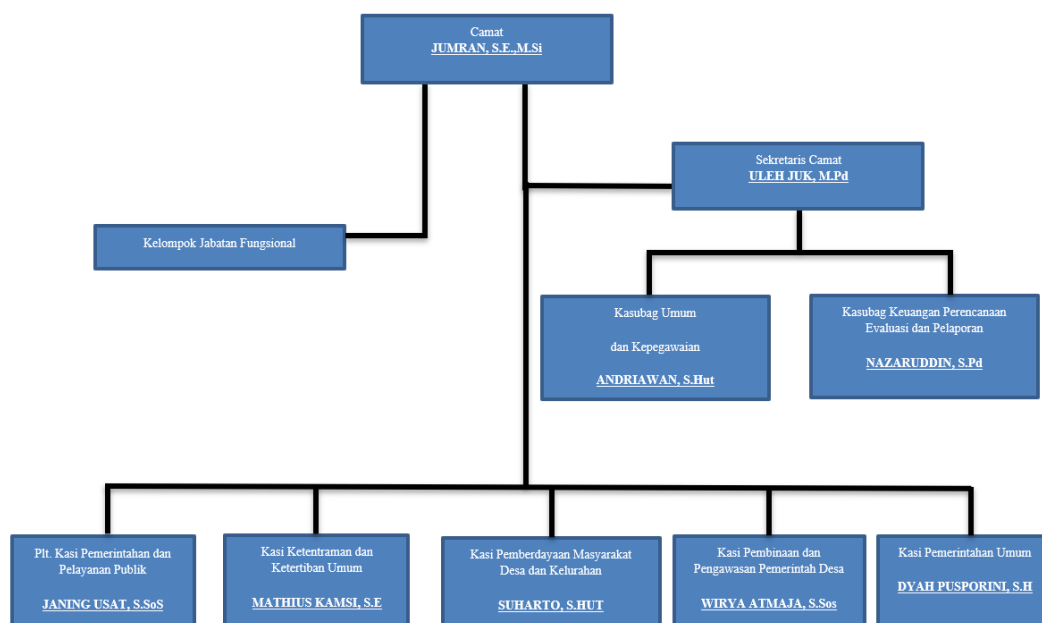 Camat
JUMRAN, S.E.,M.Si
Sekretaris Camat
ULEH JUK, M.Pd
Kelompok Jabatan Fungsional
Kasubag Umum
dan Kepegawaian
ANDRIAWAN, S.Hut
Kasubag Keuangan Perencanaan
Evaluasi dan Pelaporan
NAZARUDDIN, S.Pd
Plt. Kasi Pemerintahan dan
Pelayanan Publik
JANING USAT, S.SoS
Kasi Ketentraman dan
Ketertiban Umum
MATHIUS KAMSI, S.E
Kasi Pemberdayaan Masyarakat
Desa dan Kelurahan
SUHARTO, S.HUT
Kasi Pembinaan dan
Pengawasan Pemerintah Desa
WIRYA ATMAJA, S.Sos
Kasi Pemerintahan Umum
DYAH PUSPORINI, S.H